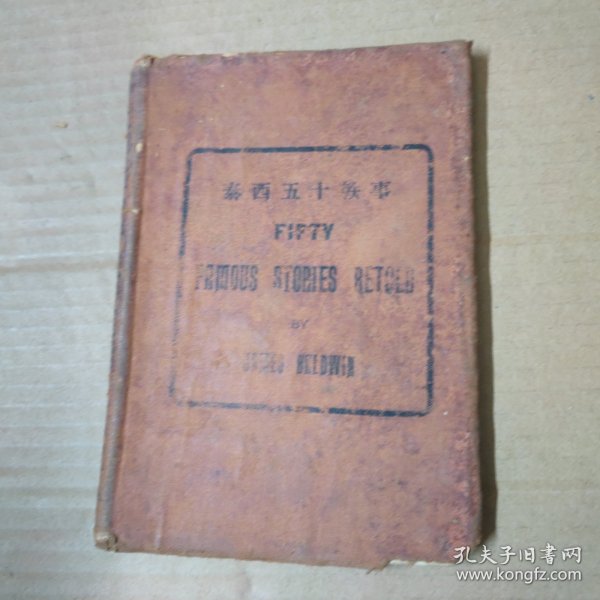 泰西五十軼事
FIFTY
FAMOUS STORIES RETOLD
BY
JAMES BALDWIN
孔夫子旧書网
www.kongfz.com